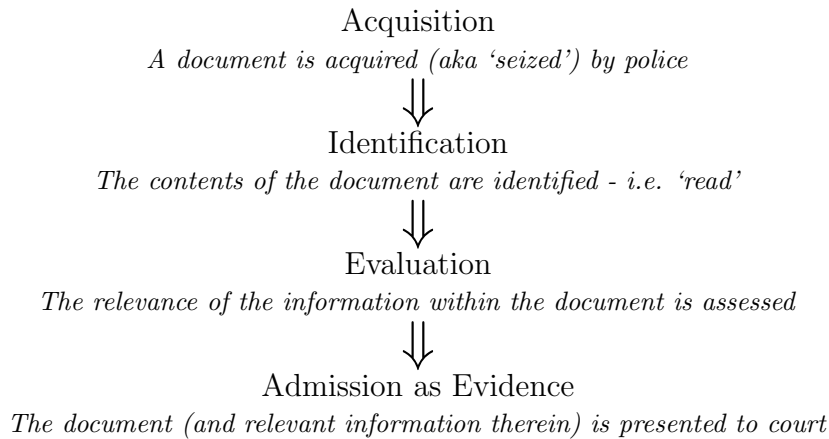 Acquisition
A document is acquired (aka ‘seized’) by police
⇓
Identification
The contents of the document are identified - i.e. ‘read’
⇓
Evaluation
The relevance of the information within the document is assessed
⇓
Admission as Evidence
The document (and relevant information therein) is presented to court